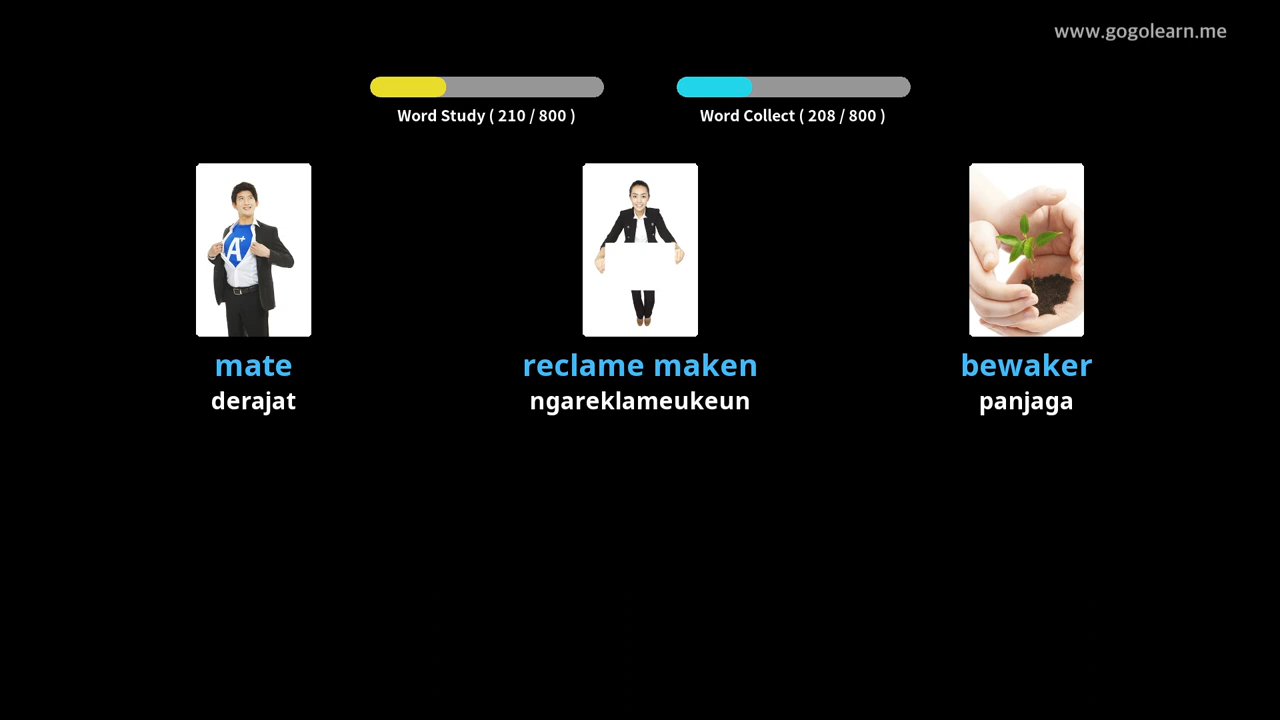 www.gogolearn.me
Word Study ( 210 / 800 )
Word Collect ( 208 / 800 )
A+
mate
derajat
reclame maken
ngareklameukeun
bewaker
panjaga